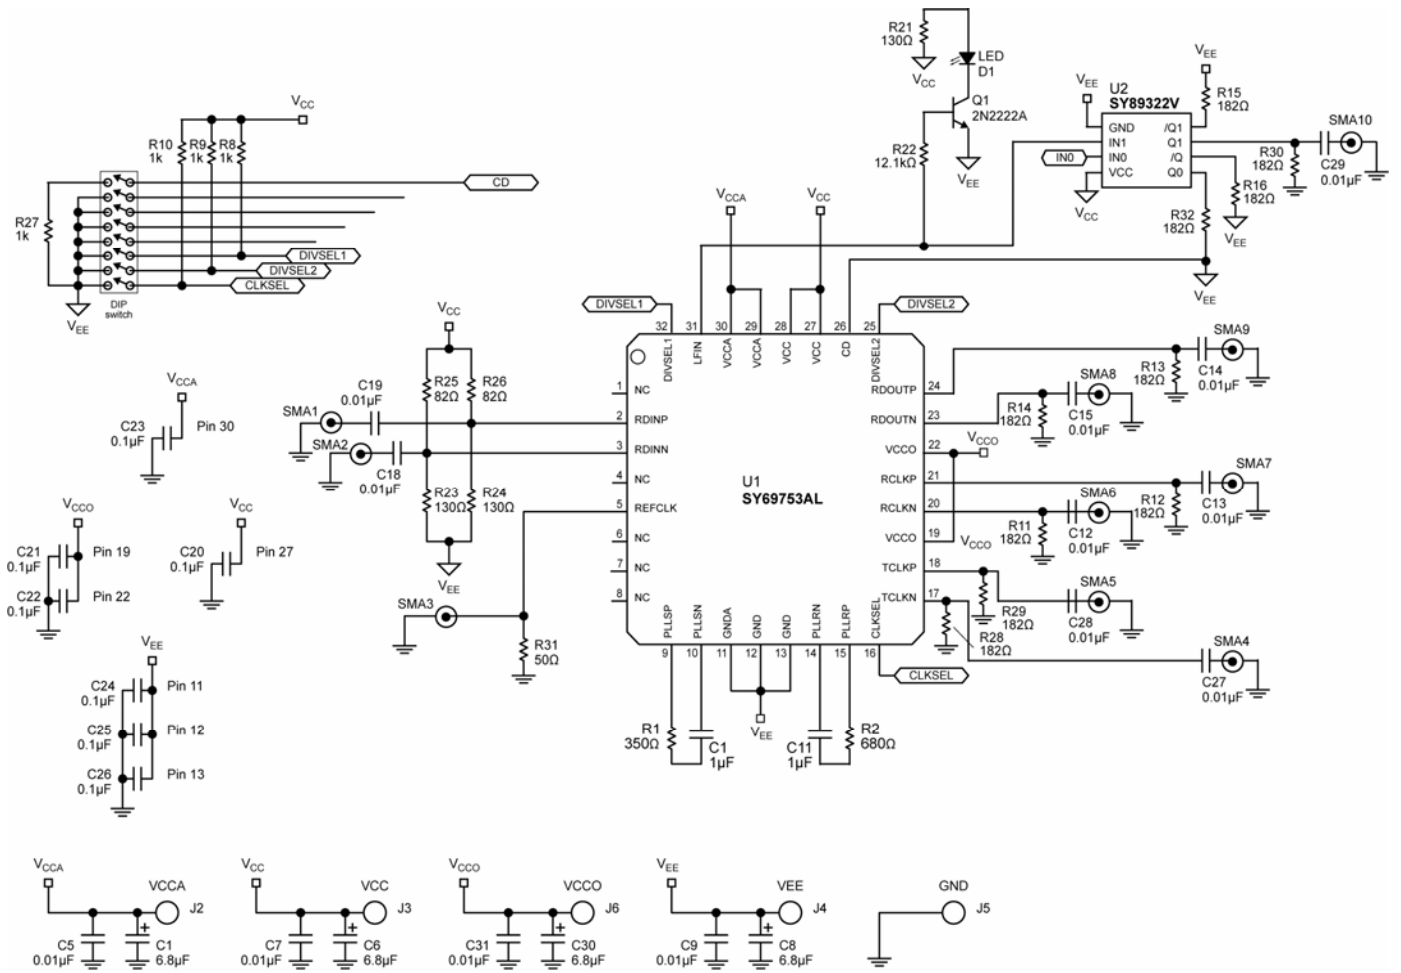 R21
130Ω
VCC
LED
D1
Q1
2N2222A
R22
12.1kΩ
VEE
VEE
U2
SY89322V
GND
IN1
IN0
VCC
/Q1
Q1
/Q
Q0
IN0
VCC
VEE
R15
182Ω
SMA10
R30
182Ω
C29
0.01µF
R16
182Ω
VEE
R32
182Ω
VEE
VCC
R10
1k
R9
1k
R8
1k
CD
R27
1k
DIVSEL1
DIVSEL2
CLKSEL
VEE
DIP
switch
VCCA
VCC
DIVSEL1
DIVSEL2
32
31
30
29
28
27
26
25
DIVSEL1
LFIN
VCCA
VCCA
VCC
VCC
CD
DIVSEL2
U1
SY69753AL
1
NC
2
RDINP
3
RDINN
4
NC
5
REFCLK
6
NC
7
NC
8
NC
RDOUTP
24
RDOUTN
23
VCCO
22
RCLKP
21
RCLKN
20
VCCO
19
TCLKP
18
TCLKN
17
PLLSP
PLLSN
GNDA
GND
GND
PLLRN
PLLRP
CLKSEL
9
10
11
12
13
14
15
16
CLKSEL
VCC
R25
82Ω
R26
82Ω
C19
0.01µF
SMA1
SMA2
C18
0.01µF
R23
130Ω
R24
130Ω
VEE
SMA3
R31
50Ω
R1
350Ω
C1
1µF
VEE
C11
1µF
R2
680Ω
SMA9
R13
182Ω
C14
0.01µF
SMA8
R14
182Ω
C15
0.01µF
VCCO
SMA7
R12
182Ω
C13
0.01µF
SMA6
R11
182Ω
C12
0.01µF
VCCO
SMA5
R29
182Ω
C28
0.01µF
R28
182Ω
SMA4
C27
0.01µF
VCCA
C23
0.1µF
Pin 30
VCCO
C21
0.1µF
Pin 19
C22
0.1µF
Pin 22
VCC
C20
0.1µF
Pin 27
VEE
C24
0.1µF
Pin 11
C25
0.1µF
Pin 12
C26
0.1µF
Pin 13
VCCA
VCCA
J2
C5
0.01µF
+
C1
6.8µF
VCC
VCC
J3
C7
0.01µF
+
C6
6.8µF
VCCO
VCCO
J6
C31
0.01µF
+
C30
6.8µF
VEE
VEE
J4
C9
0.01µF
+
C8
6.8µF
GND
J5